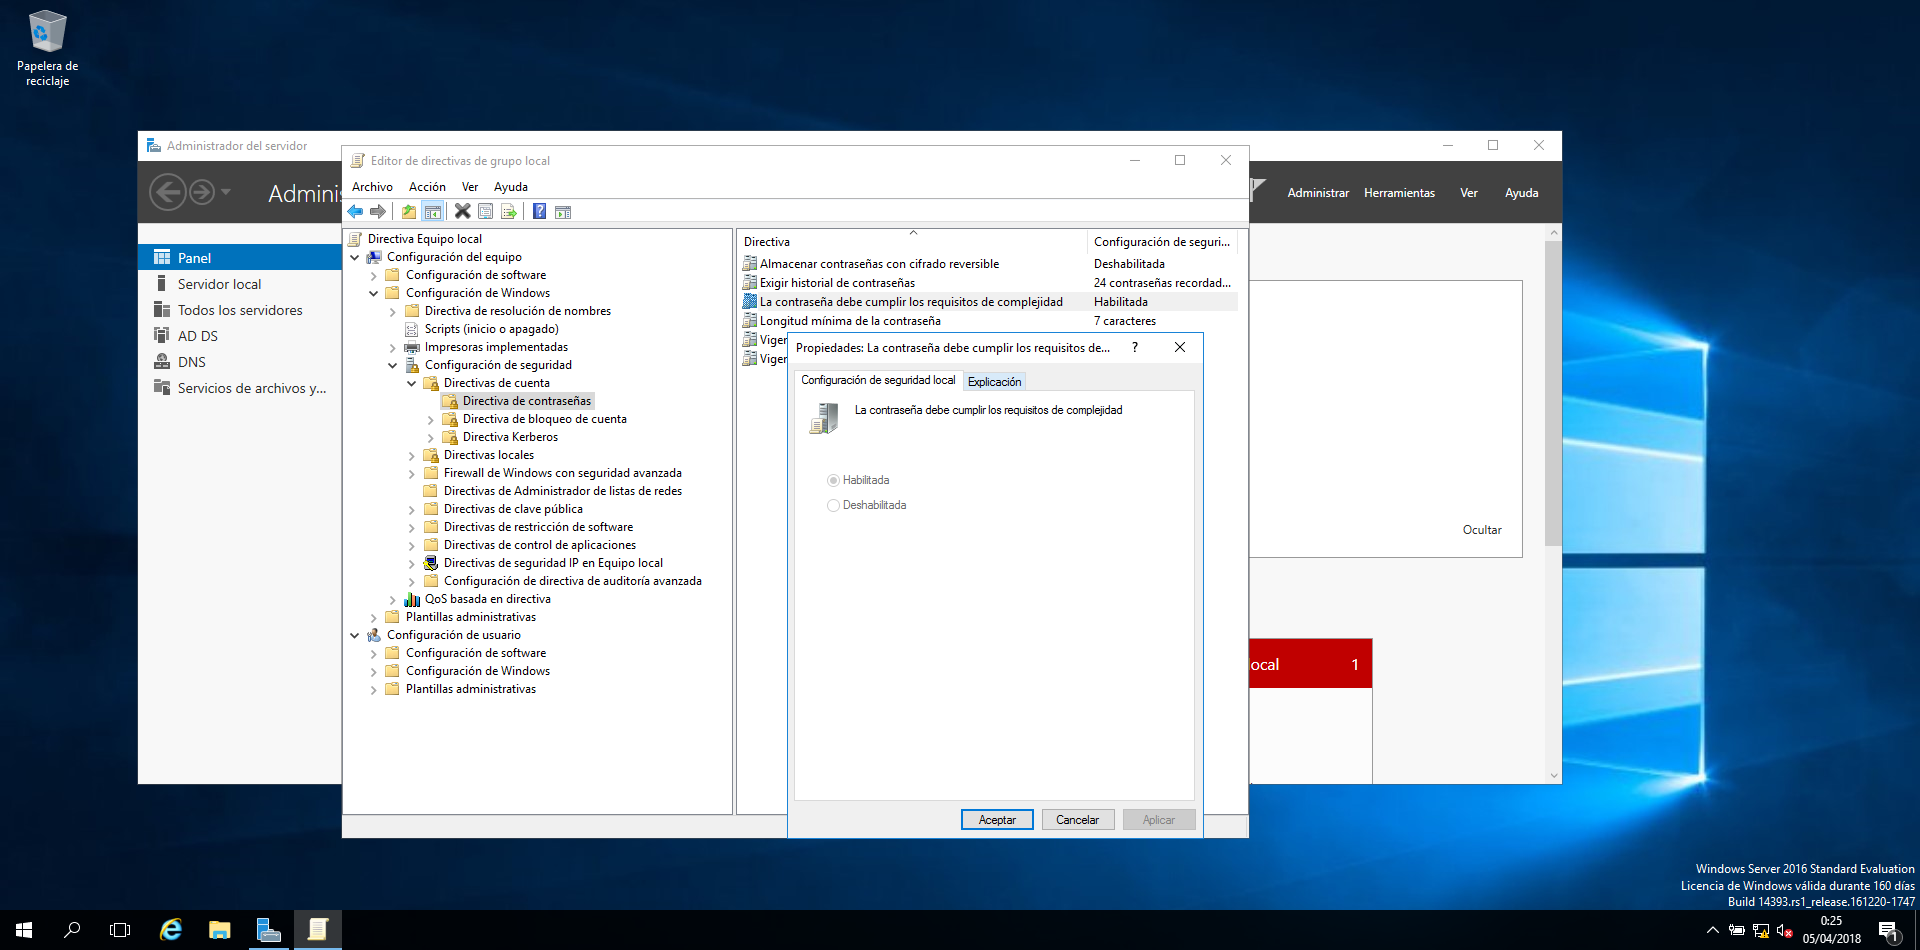 Papelera de
reciclaje
Administrador del servidor
Adminis
Administrar
Herramientas
Ver
Ayuda
Panel
Servidor local
Todos los servidores
AD DS
DNS
Servicios de archivos y...
Ocultar
ocal
1
Editor de directivas de grupo local
Archivo
Acción
Ver
Ayuda
Directiva Equipo local
Configuración del equipo
Configuración de software
Configuración de Windows
Directiva de resolución de nombres
Scripts (inicio o apagado)
Impresoras implementadas
Configuración de seguridad
Directivas de cuenta
Directiva de contraseñas
Directiva de bloqueo de cuenta
Directiva Kerberos
Directivas locales
Firewall de Windows con seguridad avanzada
Directivas de Administrador de listas de redes
Directivas de clave pública
Directivas de restricción de software
Directivas de control de aplicaciones
Directivas de seguridad IP en Equipo local
Configuración de directiva de auditoría avanzada
QoS basada en directiva
Plantillas administrativas
Configuración de usuario
Configuración de software
Configuración de Windows
Plantillas administrativas
Directiva
Configuración de seguri...
Almacenar contraseñas con cifrado reversible
Deshabilitada
Exigir historial de contraseñas
24 contraseñas recordad...
La contraseña debe cumplir los requisitos de complejidad
Habilitada
Longitud mínima de la contraseña
7 caracteres
Viger
Viger
Propiedades: La contraseña debe cumplir los requisitos de...
?
Configuración de seguridad local
Explicación
La contraseña debe cumplir los requisitos de complejidad
Habilitada
Deshabilitada
Aceptar
Cancelar
Aplicar
Windows Server 2016 Standard Evaluation
Licencia de Windows válida durante 160 días
Build 14393.rs1_release.161220-1747
0:25
05/04/2018
1